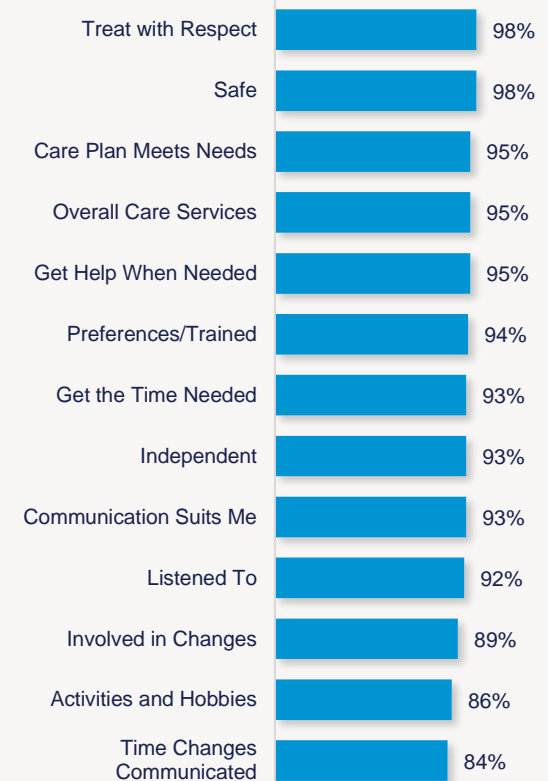 Treat with Respect 98%
Safe 98%
Care Plan Meets Needs 95%
Overall Care Services 95%
Get Help When Needed 95%
Preferences/Trained 94%
Get the Time Needed 93%
Independent 93%
Communication Suits Me 93%
Listened To 92%
Involved in Changes 89%
Activities and Hobbies 86%
Time Changes
Communicated 84%